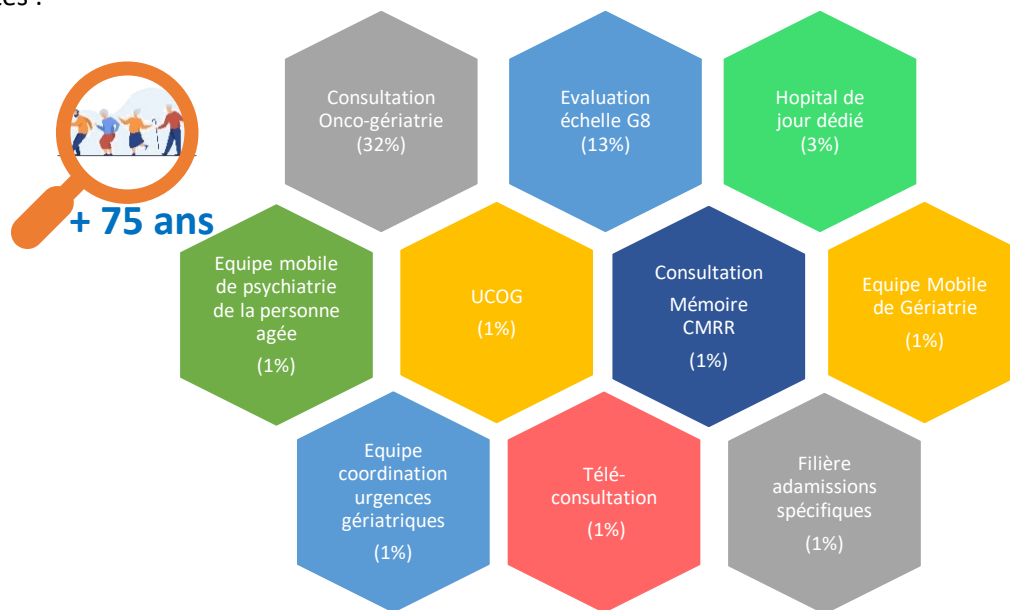 Consultation
Onco-gériatrie
(32%)
Evaluation
échelle G8
(13%)
Hopital de
jour dédié
(3%)
+ 75 ans
Equipe mobile
de psychiatrie
de la personne
agée
(1%)
UCOG
(1%)
Consultation
Mémoire
CMRR
(1%)
Equipe Mobile
de Gériatrie
(1%)
Equipe
coordination
urgences
gériatriques
(1%)
Télé-
consultation
(1%)
Filière
adamissions
spécifiques
(1%)